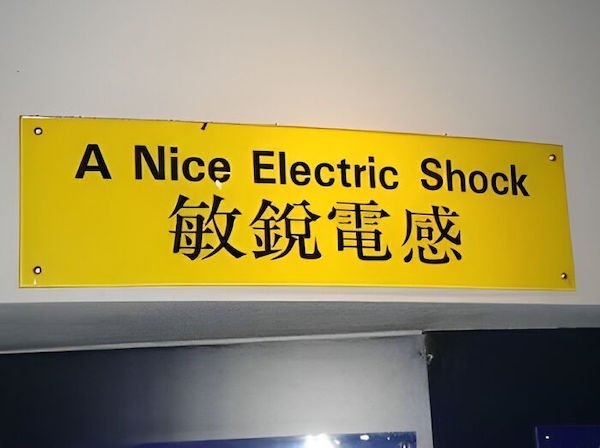 A Nice Electric Shock
敏銳電感